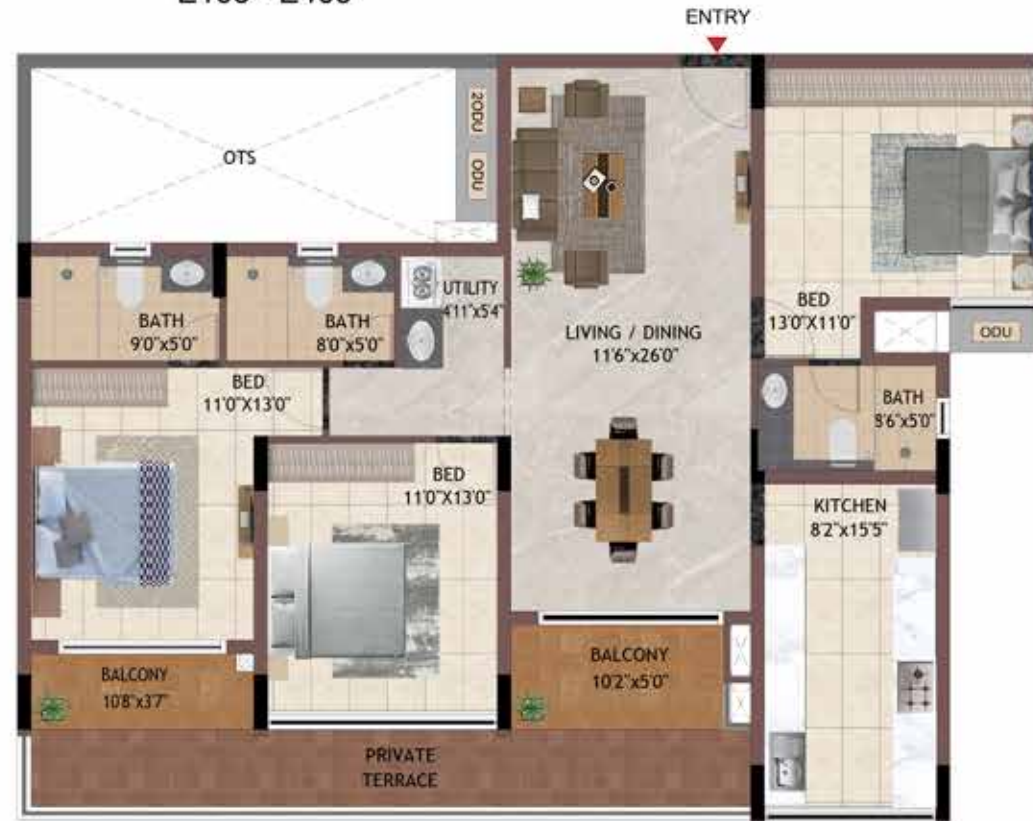 ENTRY
2ODU
ODU
OTS
UTILITY
4'11"x5'4"
BATH
9'0"x5'0"
BATH
8'0"x5'0"
LIVING / DINING
11'6"x26'0"
BED
13'0"X11'0"
ODU
BED
11'0"X13'0"
BATH
8'6"x5'0"
BED
11'0"X13'0"
KITCHEN
8'2"x15'5"
BALCONY
10'8"x3'7"
BALCONY
10'2"x5'0"
PRIVATE
TERRACE